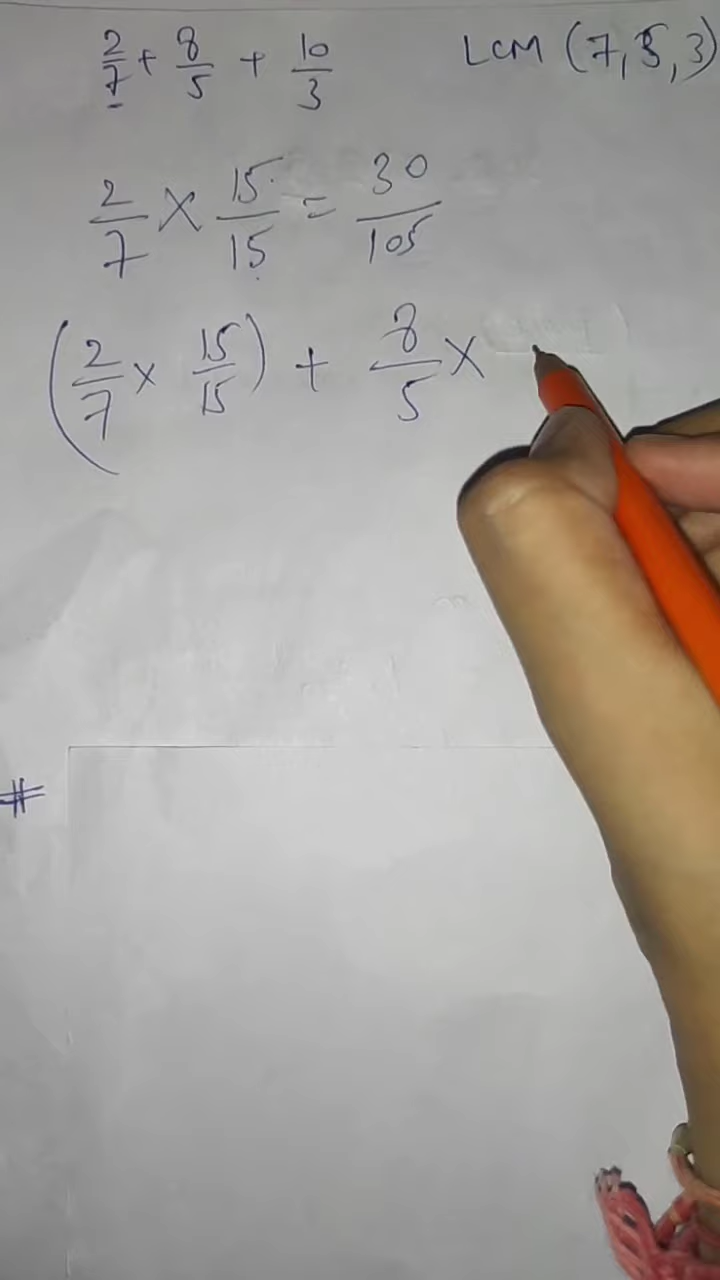 2/7 + 8/5 + 10/3 LCM (7, 5, 3)
2/7 × 15/15 = 30/105
(2/7 × 15/15) + 8/5 ×
#